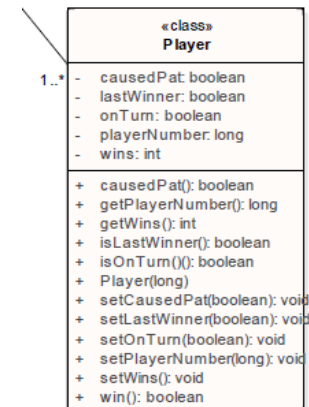 «class»
Player
1..*
- causedPat: boolean
- lastWinner: boolean
- onTurn: boolean
- playerNumber: long
- wins: int
+ causedPat(): boolean
+ getPlayerNumber(): long
+ getWins(): int
+ isLastWinner(): boolean
+ isOnTurn()(): boolean
+ Player(long)
+ setCausedPat(boolean): void
+ setLastWinner(boolean): void
+ setOnTurn(boolean): void
+ setPlayerNumber(long): void
+ setWins(): void
+ win(): boolean